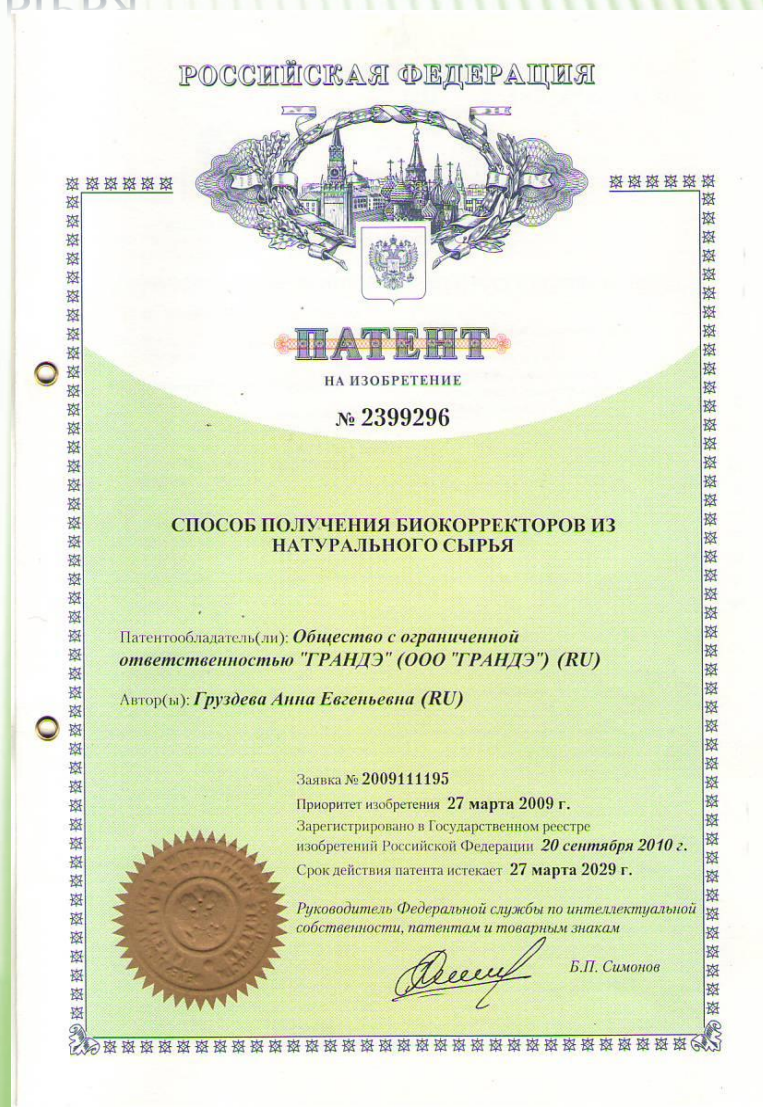 РОССИЙСКАЯ ФЕДЕРАЦИЯ
ПАТЕНТ
НА ИЗОБРЕТЕНИЕ
№ 2399296
СПОСОБ ПОЛУЧЕНИЯ БИОКОРРЕКТОРОВ ИЗ
НАТУРАЛЬНОГО СЫРЬЯ
Патентообладатель(ли): Общество с ограниченной
ответственностью "ГРАНДЭ" (ООО "ГРАНДЭ") (RU)
Автор(ы): Груздева Анна Евгеньевна (RU)
Заявка № 2009111195
Приоритет изобретения 27 марта 2009 г.
Зарегистрировано в Государственном реестре
изобретений Российской Федерации 20 сентября 2010 г.
Срок действия патента истекает 27 марта 2029 г.
Руководитель Федеральной службы по интеллектуальной
собственности, патентам и товарным знакам
Б.П. Симонов